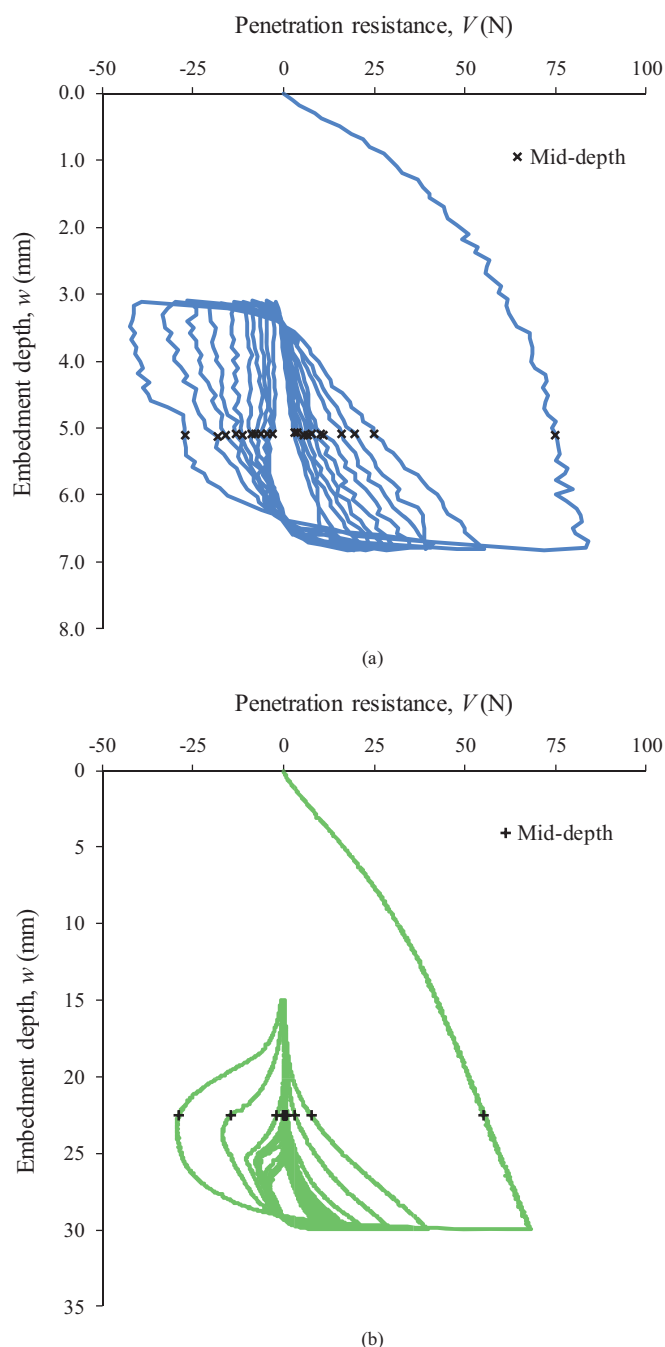 Penetration resistance, V (N)
-50 -25 0 25 50 75 100
0.0
1.0
2.0
3.0
4.0
5.0
6.0
7.0
8.0
Embedment depth, w (mm)
× Mid-depth
(a)
Penetration resistance, V (N)
-50 -25 0 25 50 75 100
0
5
10
15
20
25
30
35
Embedment depth, w (mm)
+ Mid-depth
(b)